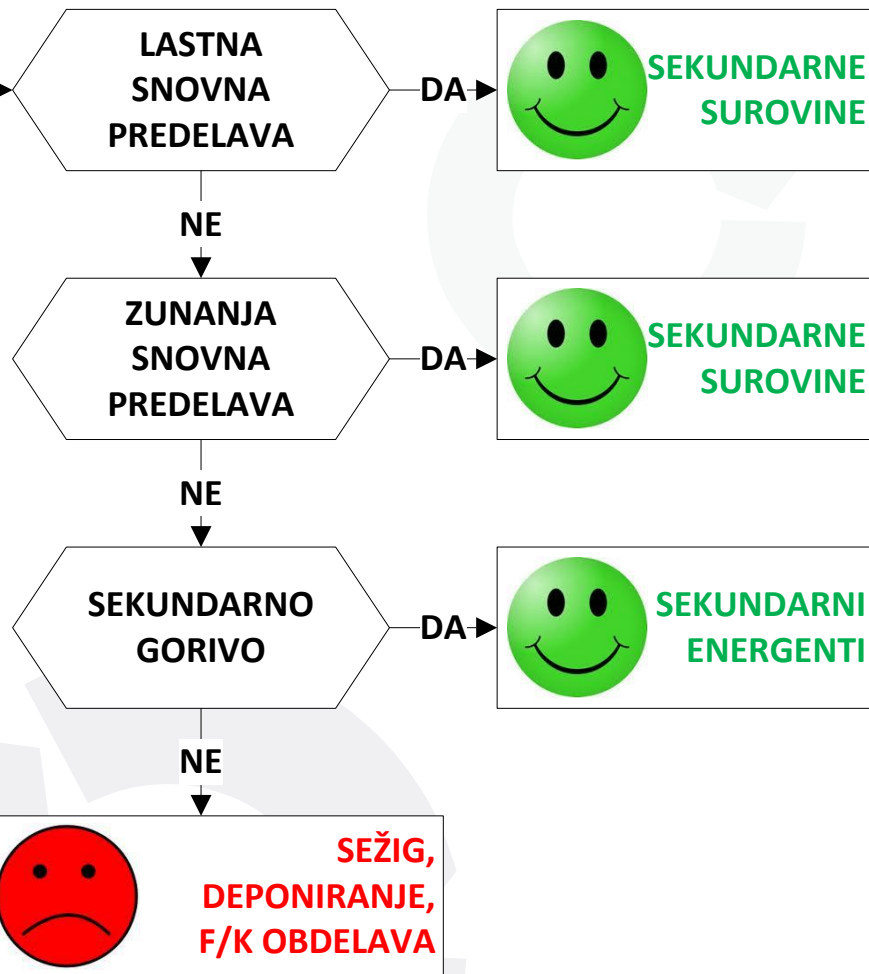 LASTNA
SNOVNA
PREDELAVA
DA
SEKUNDARNE
SUROVINE
NE
ZUNANJA
SNOVNA
PREDELAVA
DA
SEKUNDARNE
SUROVINE
NE
SEKUNDARNO
GORIVO
DA
SEKUNDARNI
ENERGENTI
NE
SEŽIG,
DEPONIRANJE,
F/K OBDELAVA